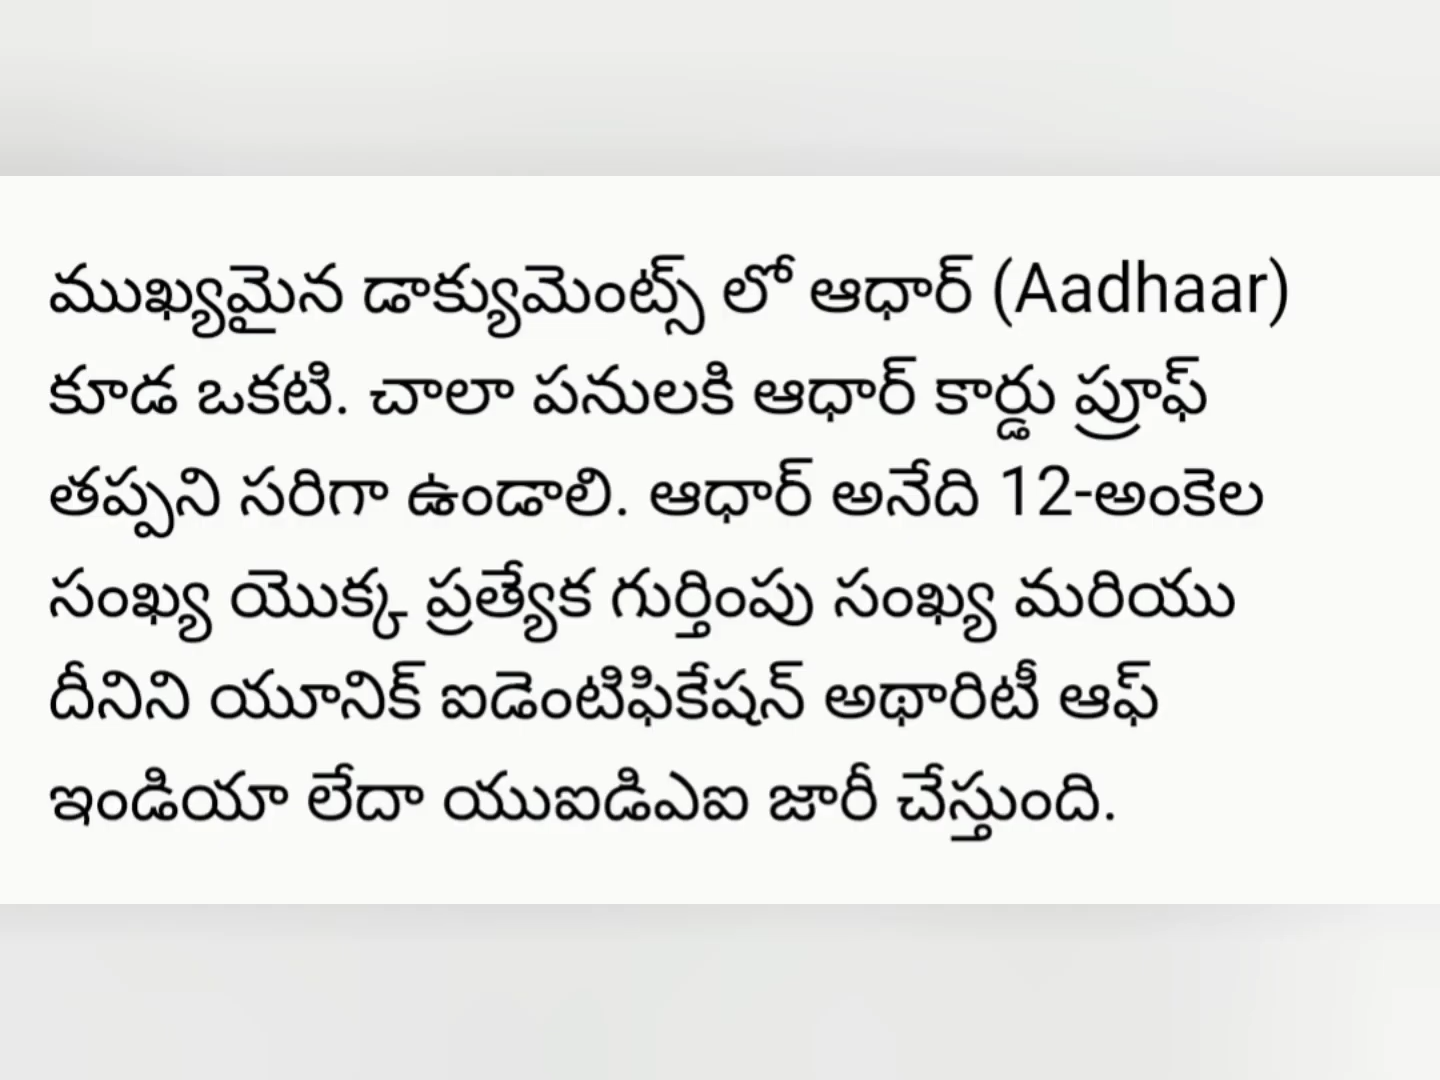 ముఖ్యమైన డాక్యుమెంట్స్ లో ఆధార్ (Aadhaar)
కూడ ఒకటి. చాలా పనులకి ఆధార్ కార్డు ప్రూఫ్
తప్పని సరిగా ఉండాలి. ఆధార్ అనేది 12-అంకెల
సంఖ్య యొక్క ప్రత్యేక గుర్తింపు సంఖ్య మరియు
దీనిని యూనిక్ ఐడెంటిఫికేషన్ అథారిటీ ఆఫ్
ఇండియా లేదా యుఐడిఎఐ జారీ చేస్తుంది.